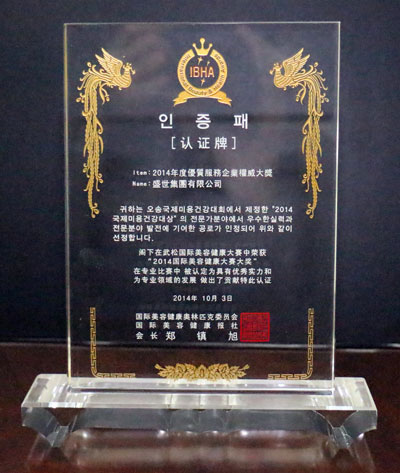 IBHA
인증패
[认证牌]
Item: 2014年度優質服務企業權威大獎
Name: 盛世集團有限公司
귀하는 오송국제미용건강대회에서 제정한 "2014
국제미용건강대상"의 전문가분야에서 우수한실력과
전문분야 발전에 기여한 공로가 인정되어 위와 같이
선정합니다.
阁下在武松国际美容健康大赛中荣获
"2014国际美容健康大赛大奖"
在专业比赛中 被认定为具有优秀实力和
为专业领域的发展 做出了贡献特此认证
2014年 10月 3日
国际美容健康奥林匹克委员会
国际美容健康报社
会长 郑镇旭